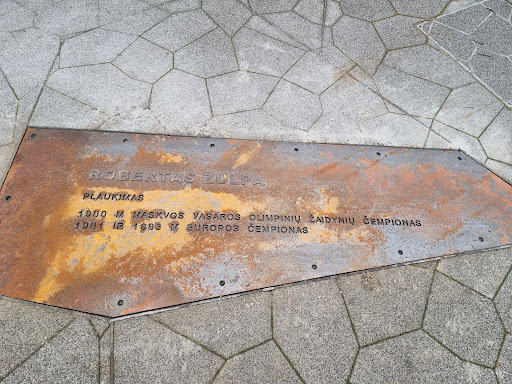 ROBERTAS ŽULPA
PLAUKIMAS
1980 M MASKVOS VASAROS OLIMPINIŲ ŽAIDYNIŲ ČEMPIONAS
1981 IR 1983 M EUROPOS ČEMPIONAS